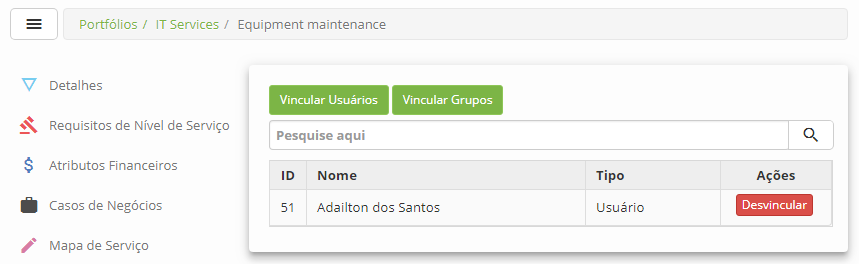 Portfólios / IT Services / Equipment maintenance
Detalhes
Requisitos de Nível de Serviço
Atributos Financeiros
Casos de Negócios
Mapa de Serviço
Vincular Usuários Vincular Grupos
Pesquise aqui
ID Nome Tipo Ações
51 Adailton dos Santos Usuário Desvincular